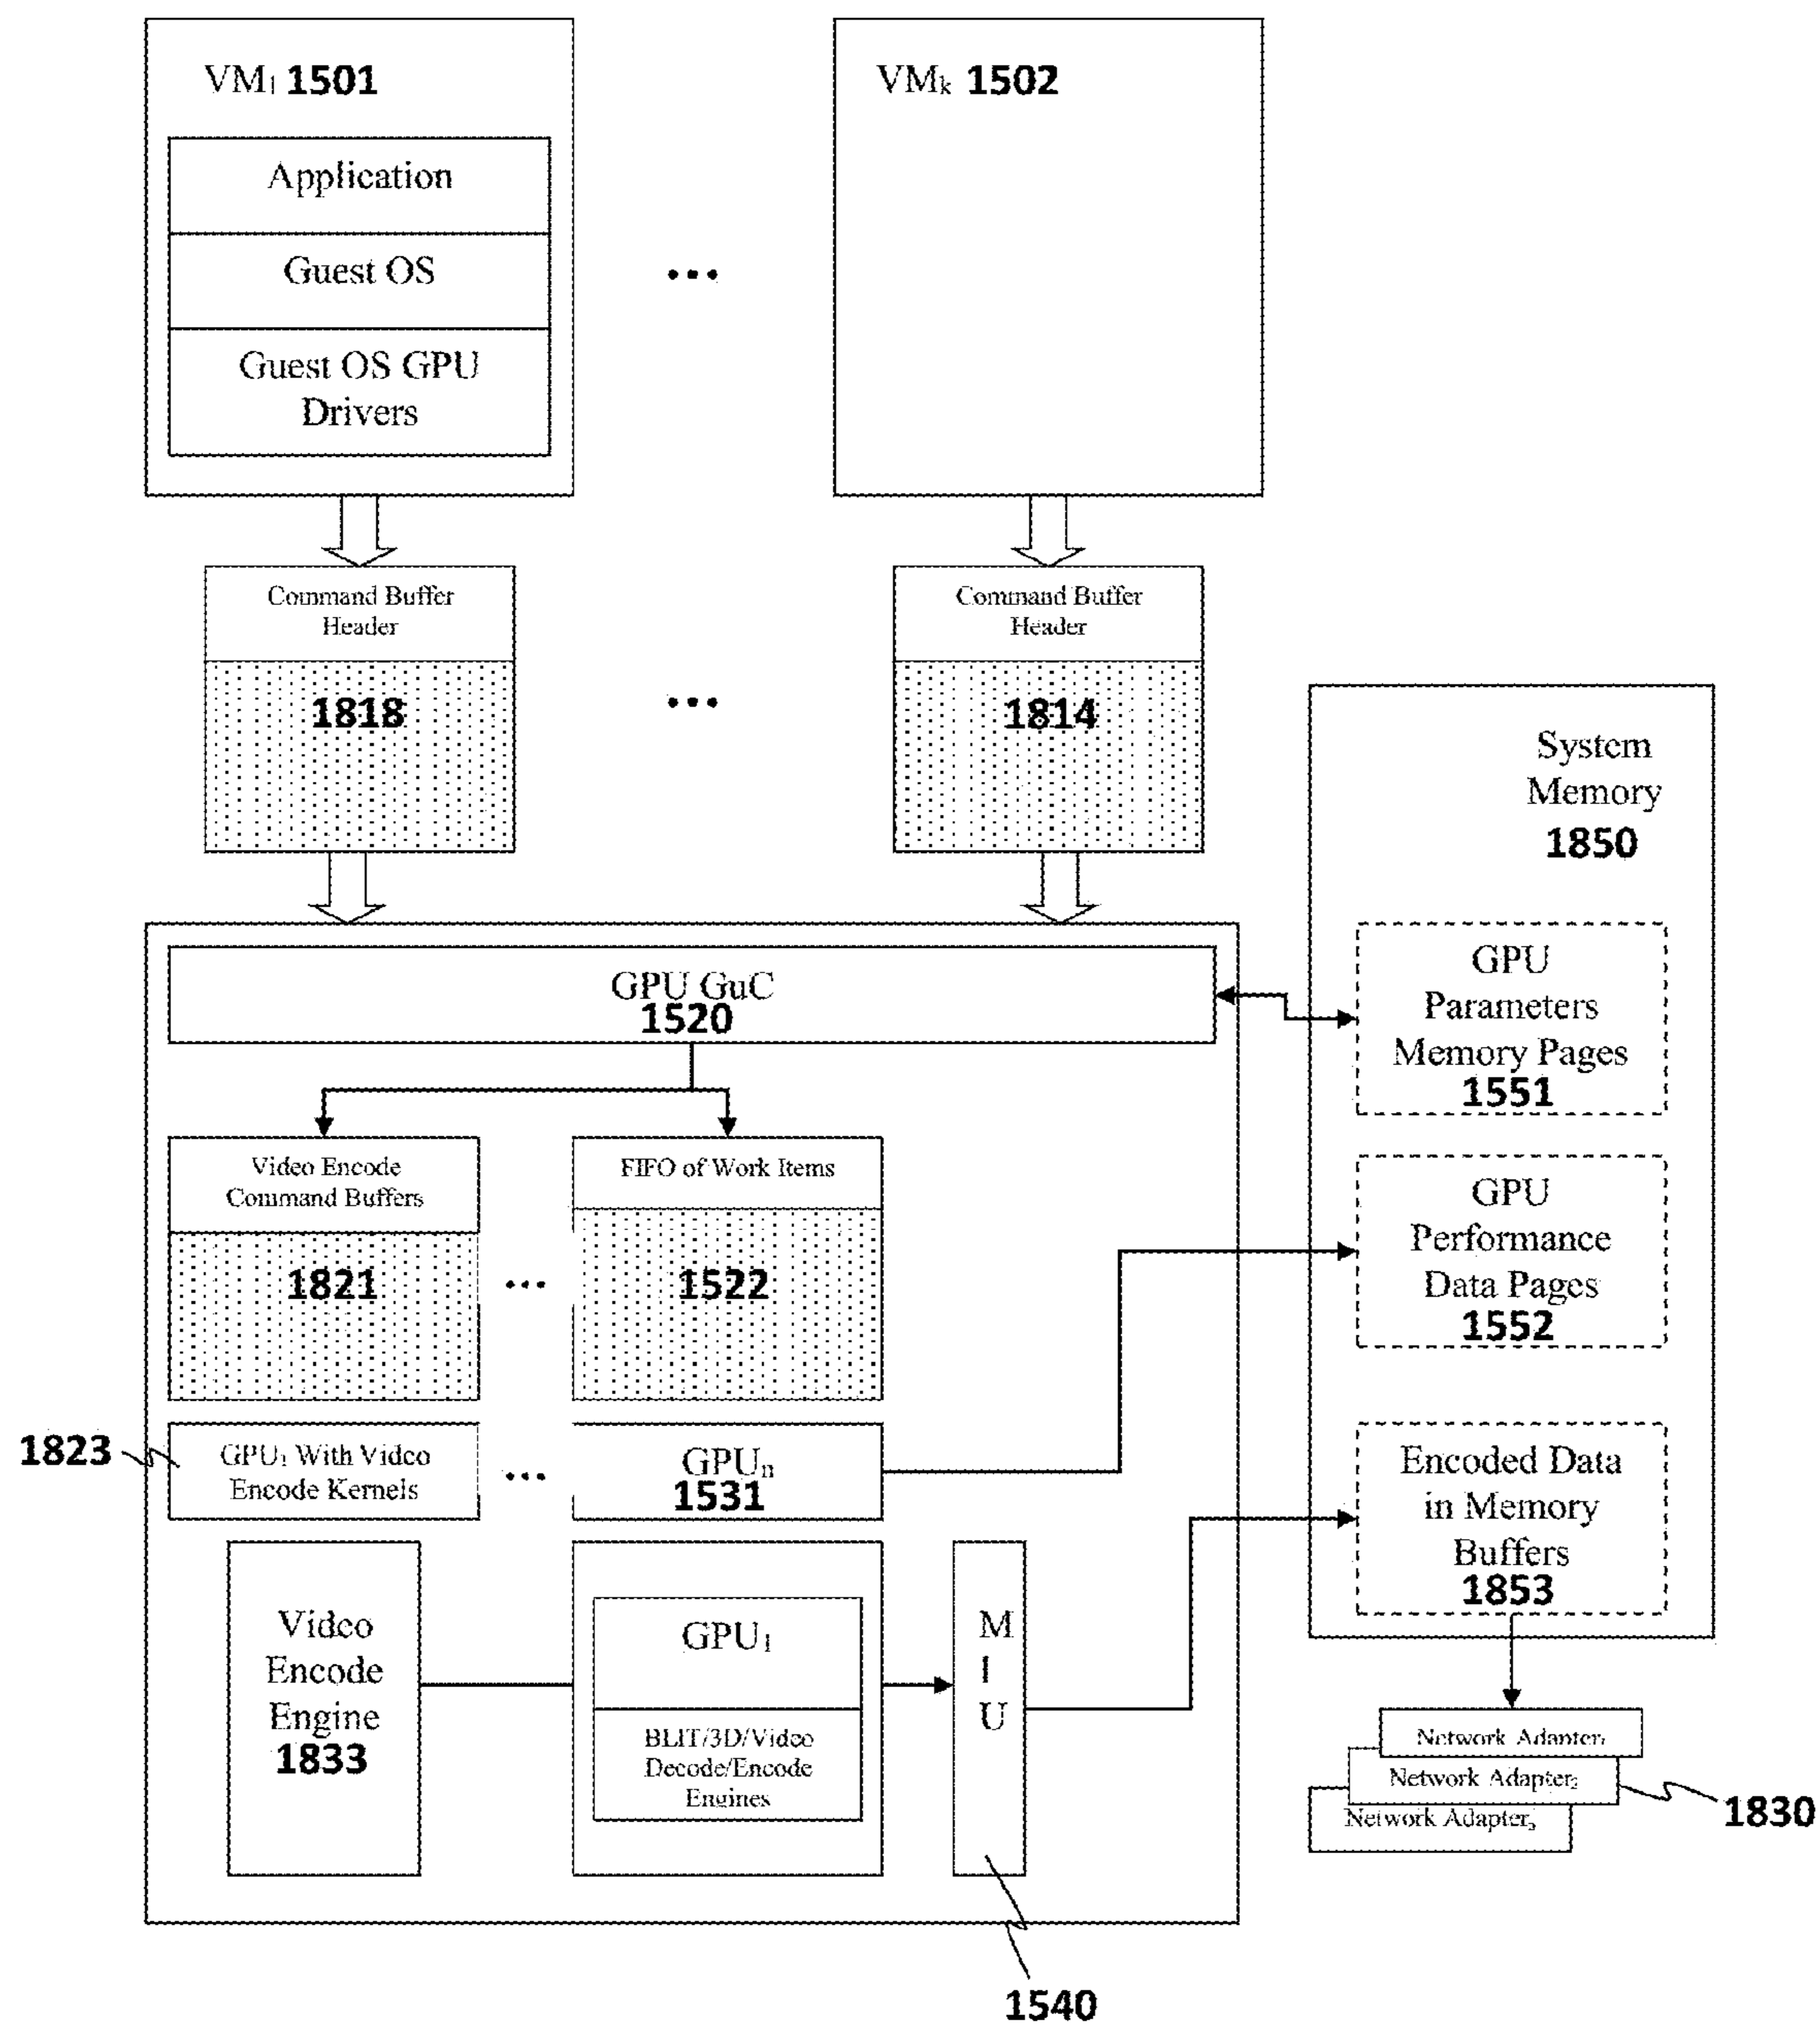 VM₁ 1501
VMₖ 1502
Application
Guest OS
...
Guest OS GPU
Drivers
Command Buffer
Header
Command Buffer
Header
1818
...
1814
System
Memory
1850
GPU GuC
1520
GPU
Parameters
Memory Pages
1551
Video Encode
Command Buffers
FIFO of Work Items
1821
...
1522
GPU
Performance
Data Pages
1552
1823
GPU₁ With Video
Encode Kernels
...
GPUₙ
1531
Encoded Data
in Memory
Buffers
1853
Video
Encode
Engine
1833
GPU₁
BLIT/3D/Video
Decode/Encode
Engines
M
I
U
Network Adapter₁
Network Adapter₂
Network Adapter
1830
1540